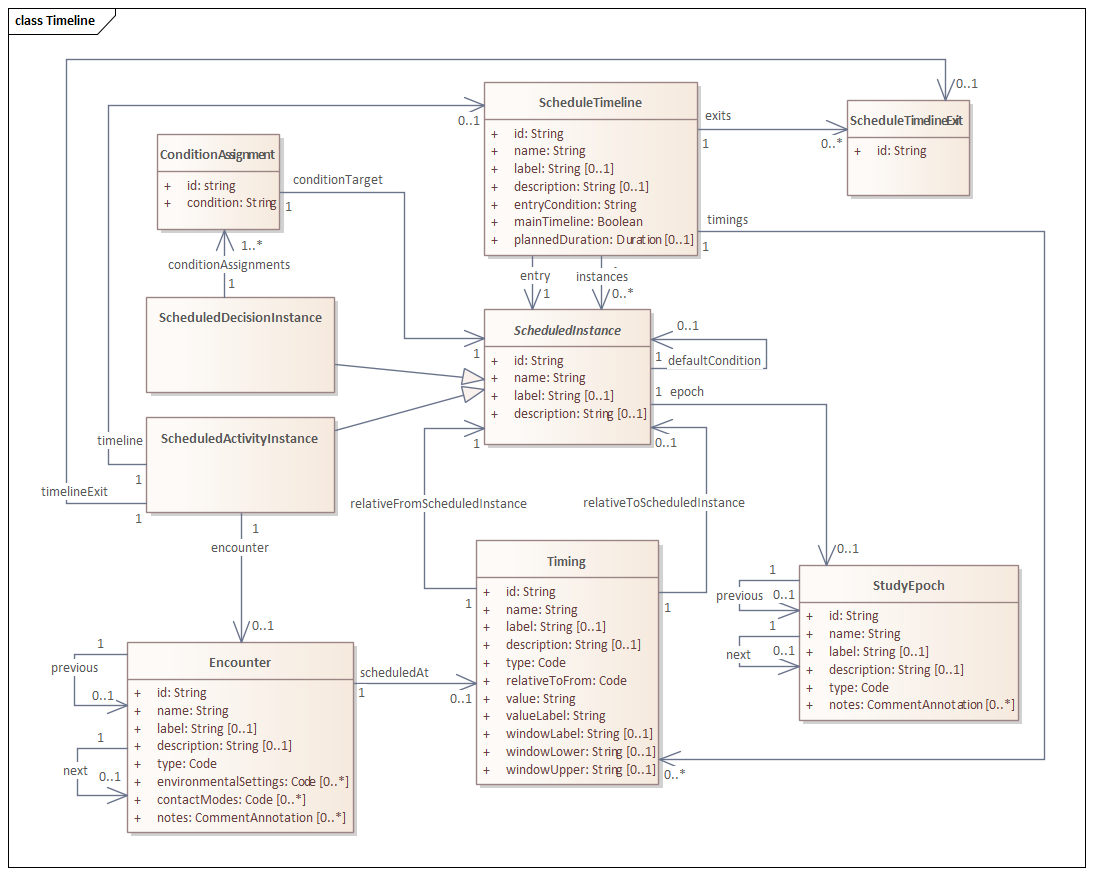 class Timeline
0..1
ScheduleTimeline
+ id: String
+ name: String
+ label: String [0..1]
+ description: String [0..1]
+ entryCondition: String
+ mainTimeline: Boolean
+ plannedDuration: Duration [0..1]
0..1
exits
1
0..*
ScheduleTimelineExit
+ id: String
timings
1
ConditionAssignment
+ id: string
+ condition: String
conditionTarget
1
1..*
conditionAssignments
1
entry
1
instances
0..*
ScheduledDecisionInstance
ScheduledInstance
+ id: String
+ name: String
+ label: String [0..1]
+ description: String [0..1]
1
0..1
1
defaultCondition
1
epoch
ScheduledActivityInstance
timeline
1
timelineExit
1
1
0..1
relativeFromScheduledInstance
relativeToScheduledInstance
1
encounter
0..1
0..1
Timing
+ id: String
+ name: String
+ label: String [0..1]
+ description: String [0..1]
+ type: Code
+ relativeToFrom: Code
+ value: String
+ valueLabel: String
+ windowLabel: String [0..1]
+ windowLower: String [0..1]
+ windowUpper: String [0..1]
1
1
0..*
StudyEpoch
+ id: String
+ name: String
+ label: String [0..1]
+ description: String [0..1]
+ type: Code
+ notes: CommentAnnotation [0..*]
1
previous
0..1
1
next
0..1
Encounter
+ id: String
+ name: String
+ label: String [0..1]
+ description: String [0..1]
+ type: Code
+ environmentalSettings: Code [0..*]
+ contactModes: Code [0..*]
+ notes: CommentAnnotation [0..*]
1
previous
0..1
1
next
0..1
scheduledAt
1
0..1